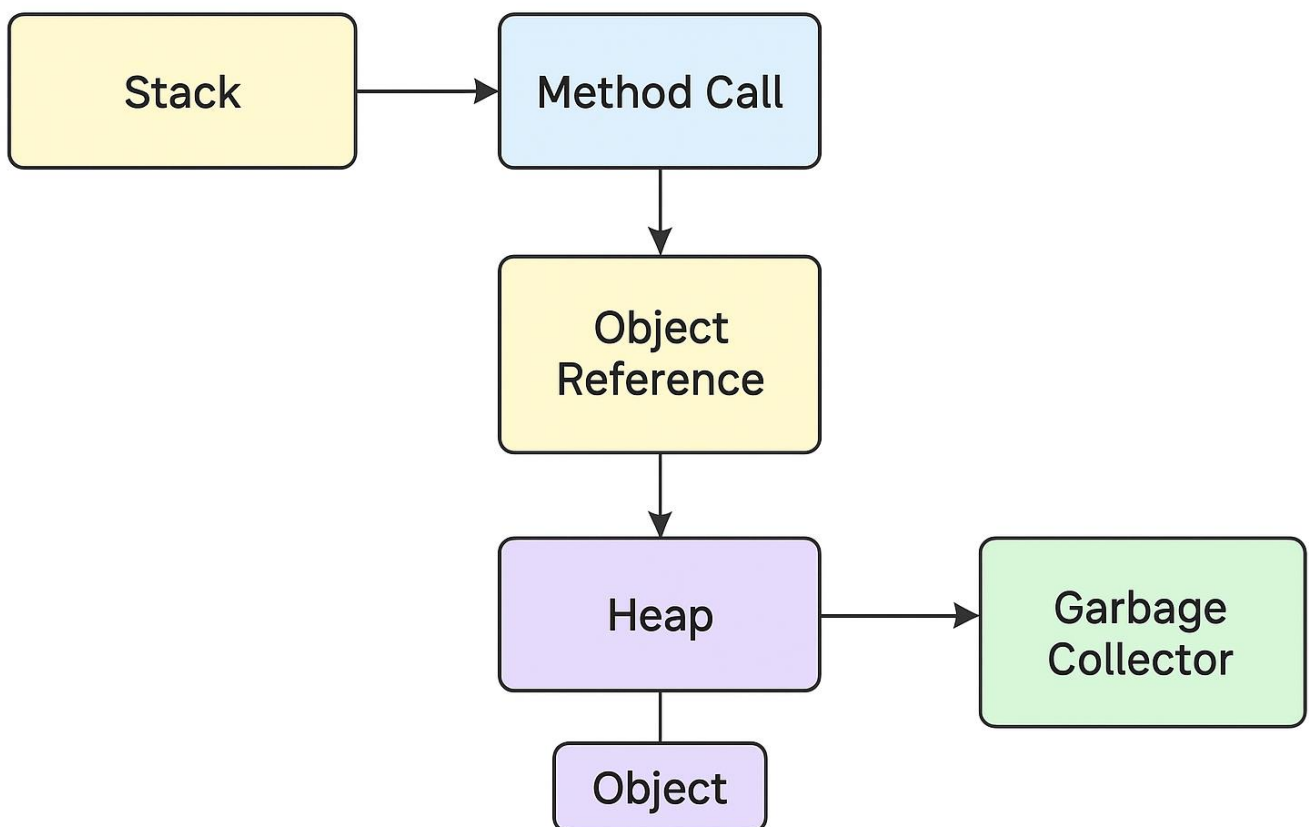 Stack
Method Call
Object
Reference
Heap
Garbage
Collector
Object